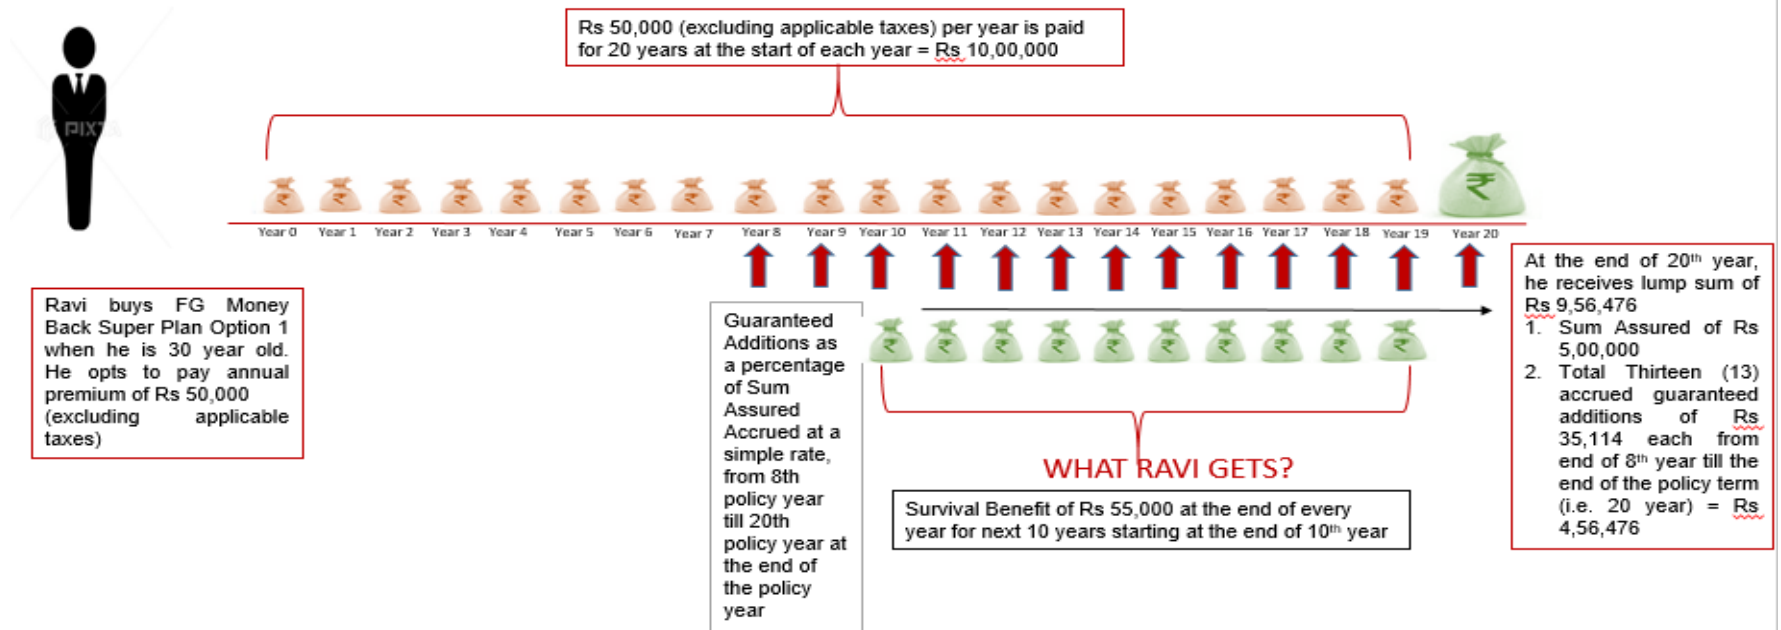 Rs 50,000 (excluding applicable taxes) per year is paid
for 20 years at the start of each year = Rs 10,00,000
PIXTA
Year 0 Year 1 Year 2 Year 3 Year 4 Year 5 Year 6 Year 7 Year 8 Year 9 Year 10 Year 11 Year 12 Year 13 Year 14 Year 15 Year 16 Year 17 Year 18 Year 19 Year 20
Ravi buys FG Money
Back Super Plan Option 1
when he is 30 year old.
He opts to pay annual
premium of Rs 50,000
(excluding applicable
taxes)
Guaranteed
Additions as
a percentage
of Sum
Assured
Accrued at a
simple rate,
from 8th
policy year
till 20th
policy year at
the end of
the policy
year
WHAT RAVI GETS?
Survival Benefit of Rs 55,000 at the end of every
year for next 10 years starting at the end of 10th year
At the end of 20th year,
he receives lump sum of
Rs 9,56,476
1. Sum Assured of Rs
5,00,000
2. Total Thirteen (13)
accrued guaranteed
additions of Rs
35,114 each from
end of 8th year till the
end of the policy term
(i.e. 20 year) = Rs
4,56,476